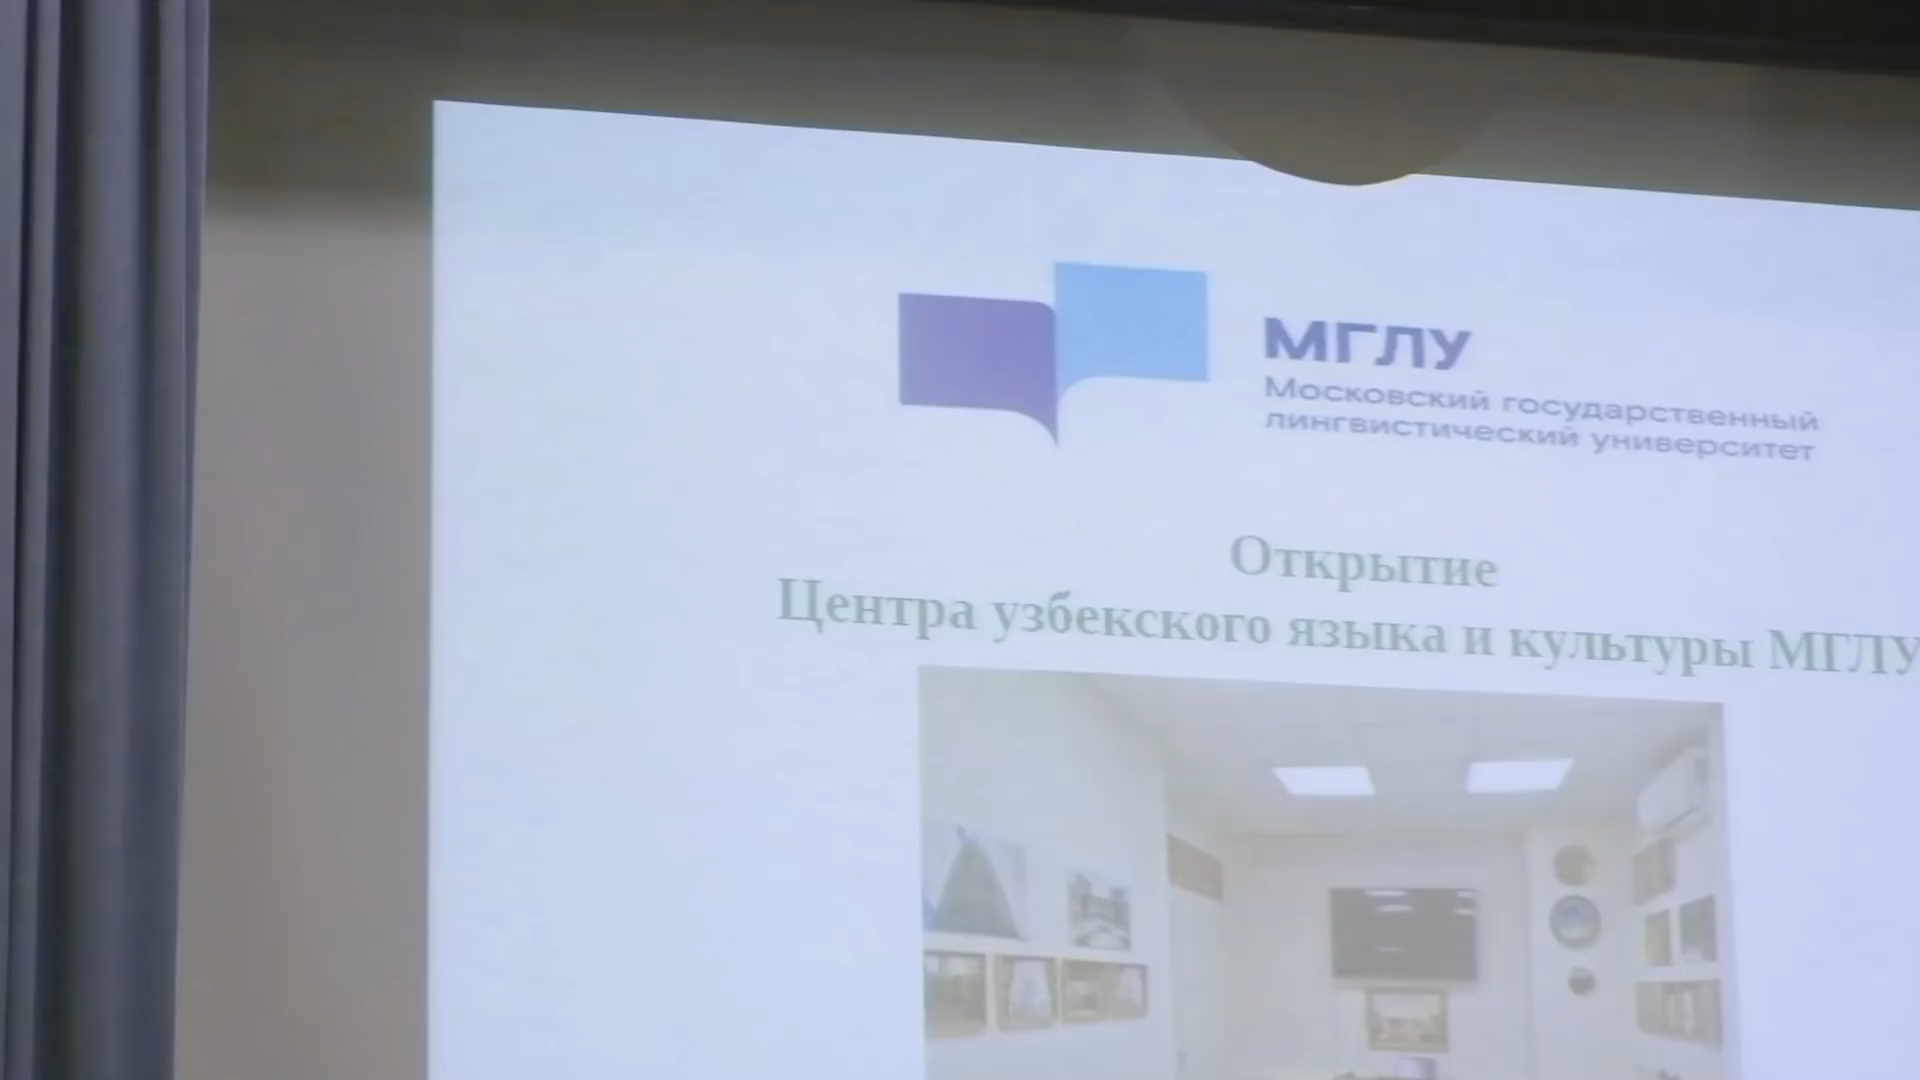 МГЛУ
Московский государственный
лингвистический университет
Открытие
Центра узбекского языка и культуры МГЛУ